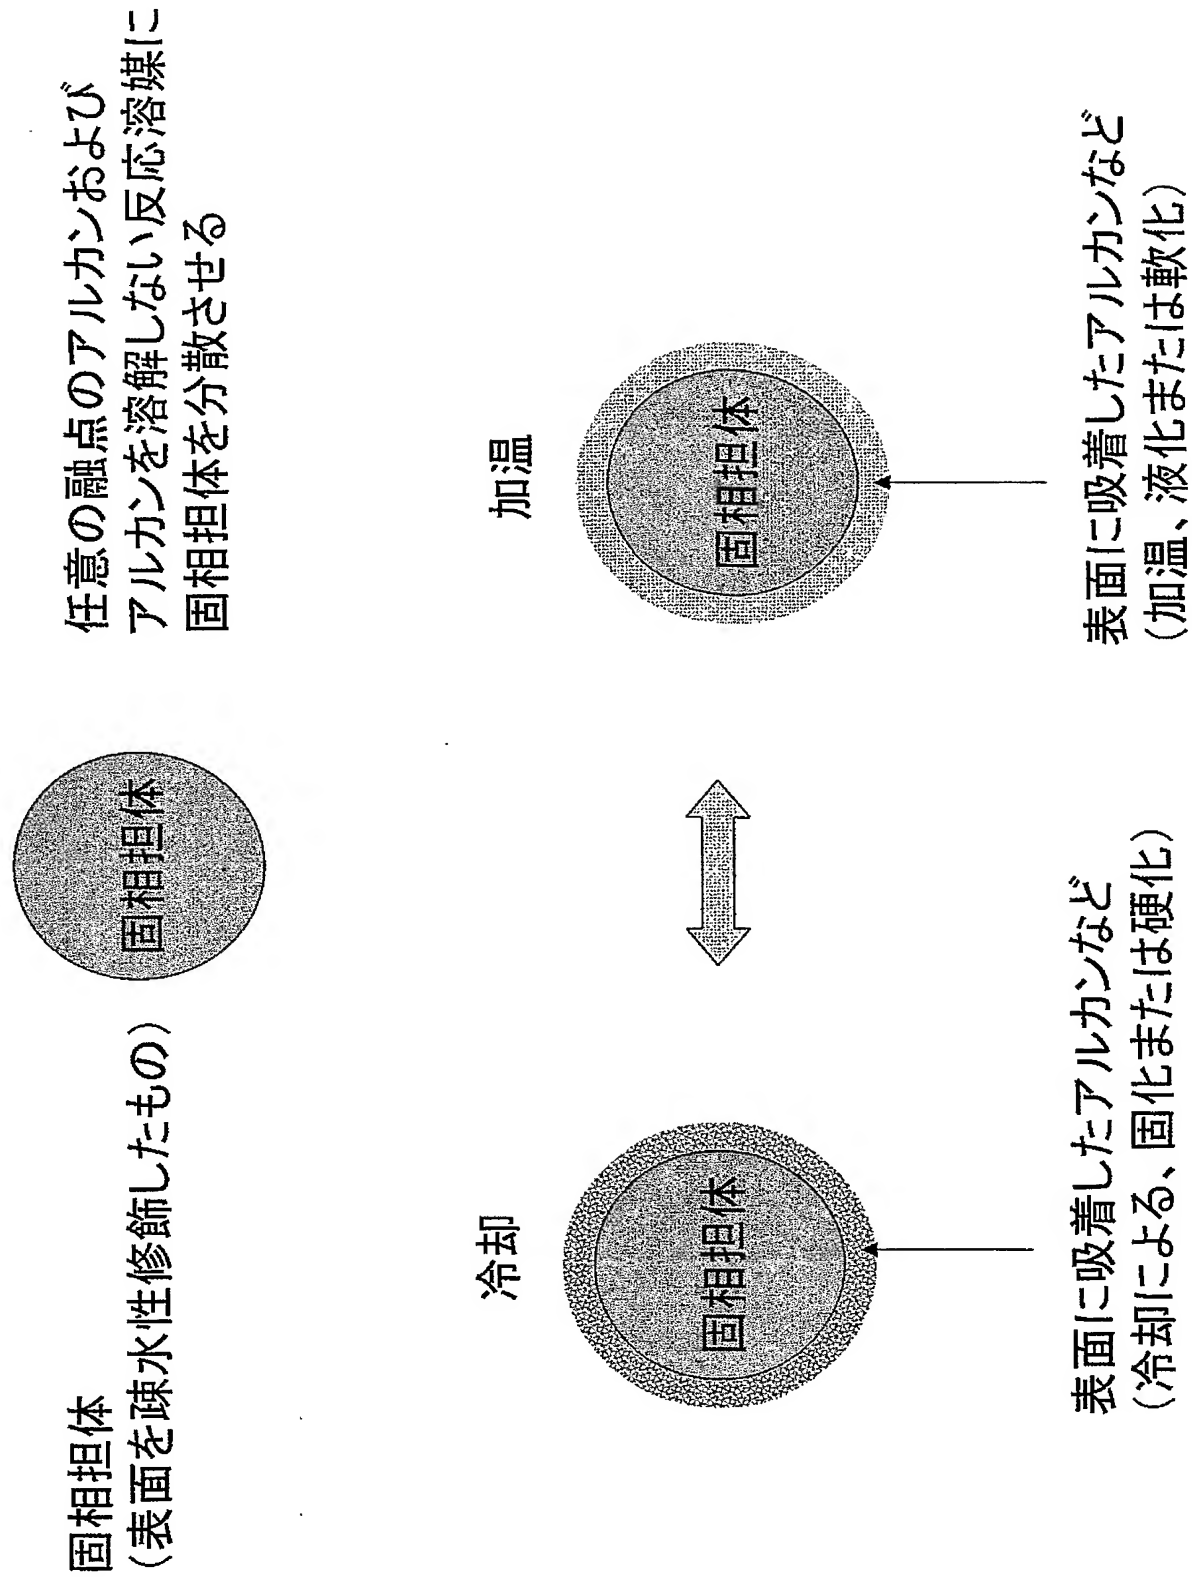 固相担体
(表面を疎水性修飾したもの)
固相担体
任意の融点のアルカンおよび
アルカンを溶解しない反応溶媒に
固相担体を分散させる
冷却
固相担体
表面に吸着したアルカンなど
(冷却による、固化または硬化)
加温
固相担体
表面に吸着したアルカンなど
(加温、液化または軟化)